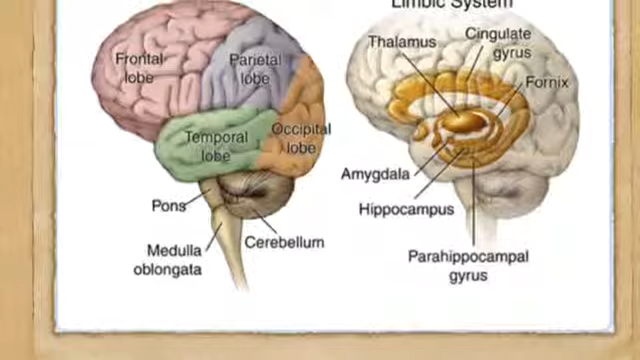 Limbic System
Frontal
lobe
Parietal
lobe
Temporal
lobe
Occipital
lobe
Pons
Medulla
oblongata
Cerebellum
Thalamus
Cingulate
gyrus
Fornix
Amygdala
Hippocampus
Parahippocampal
gyrus